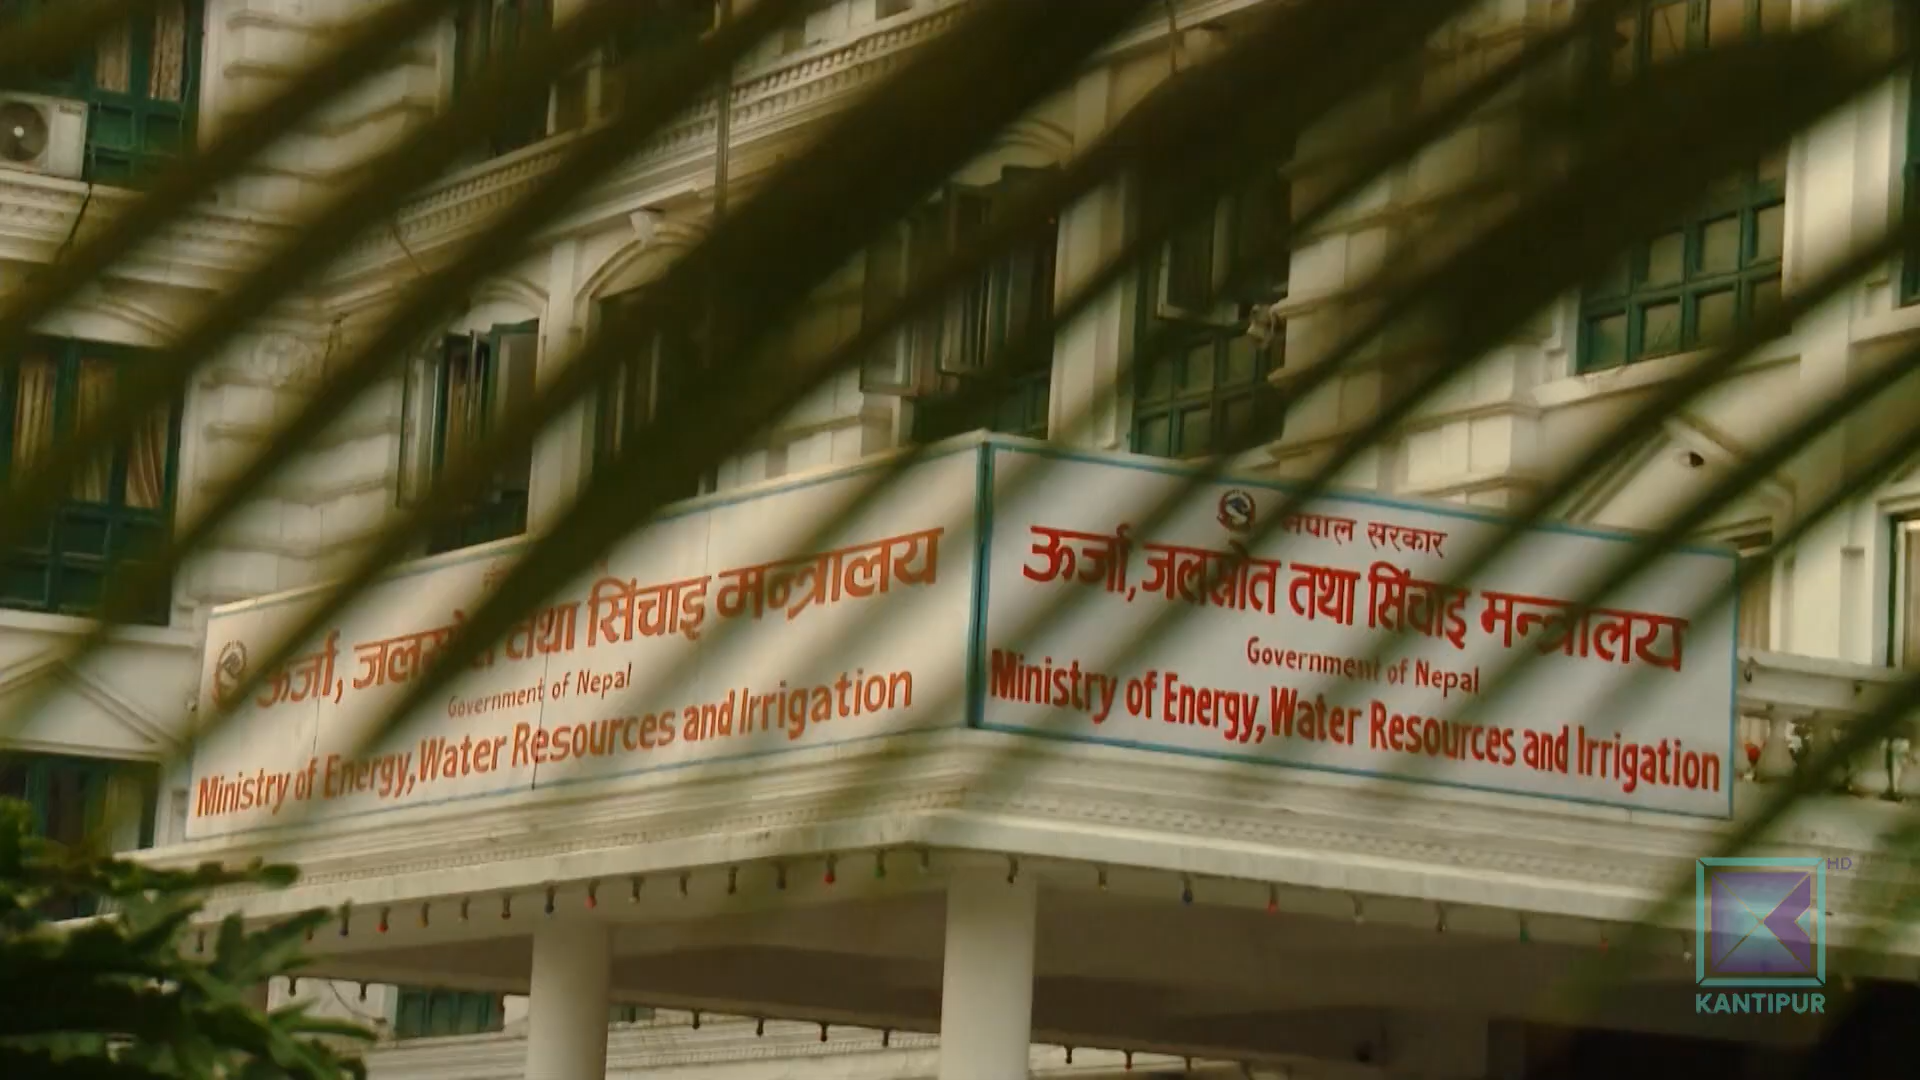 ऊर्जा, जलस्रोत तथा सिंचाइ मन्त्रालय
Government of Nepal
Ministry of Energy, Water Resources and Irrigation
नेपाल सरकार
ऊर्जा, जलस्रोत तथा सिंचाइ मन्त्रालय
Government of Nepal
Ministry of Energy, Water Resources and Irrigation
HD
KANTIPUR